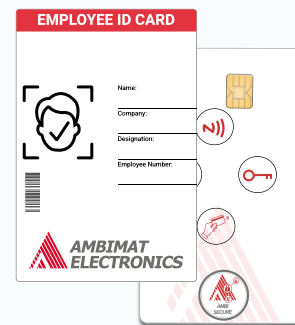 EMPLOYEE ID CARD
Name:
Company:
Designation:
Employee Number:
AMBIMAT
ELECTRONICS
AMBI
SECURE